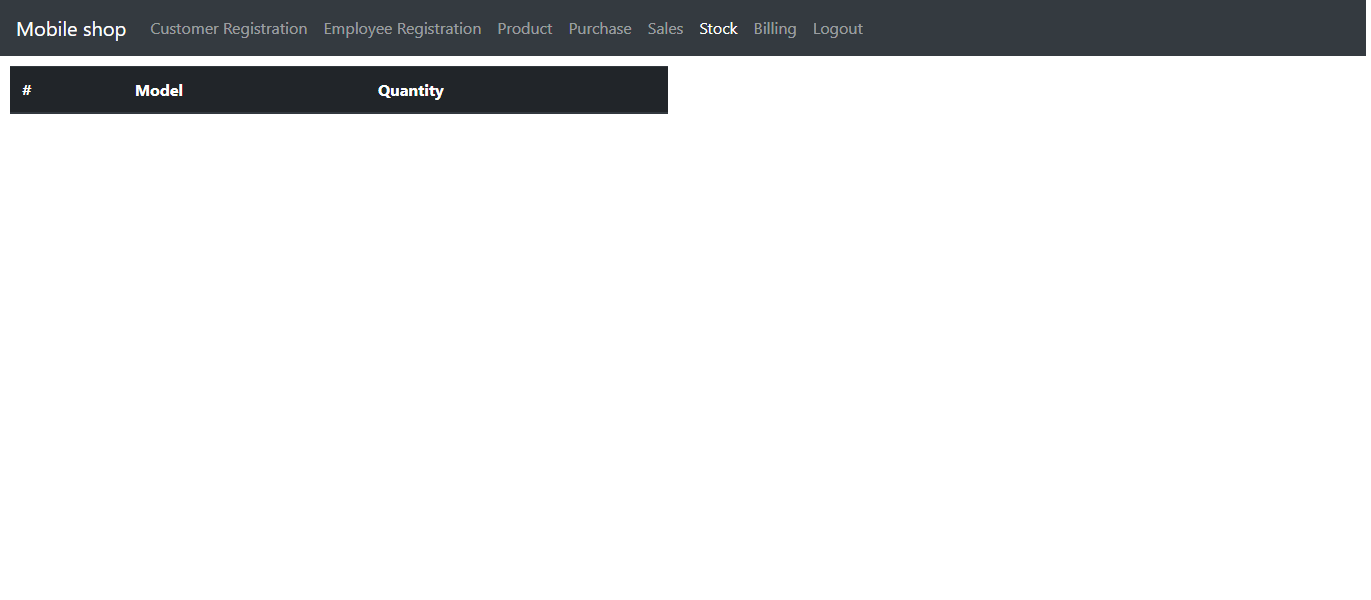 Mobile shop Customer Registration Employee Registration Product Purchase Sales Stock Billing Logout
# Model Quantity